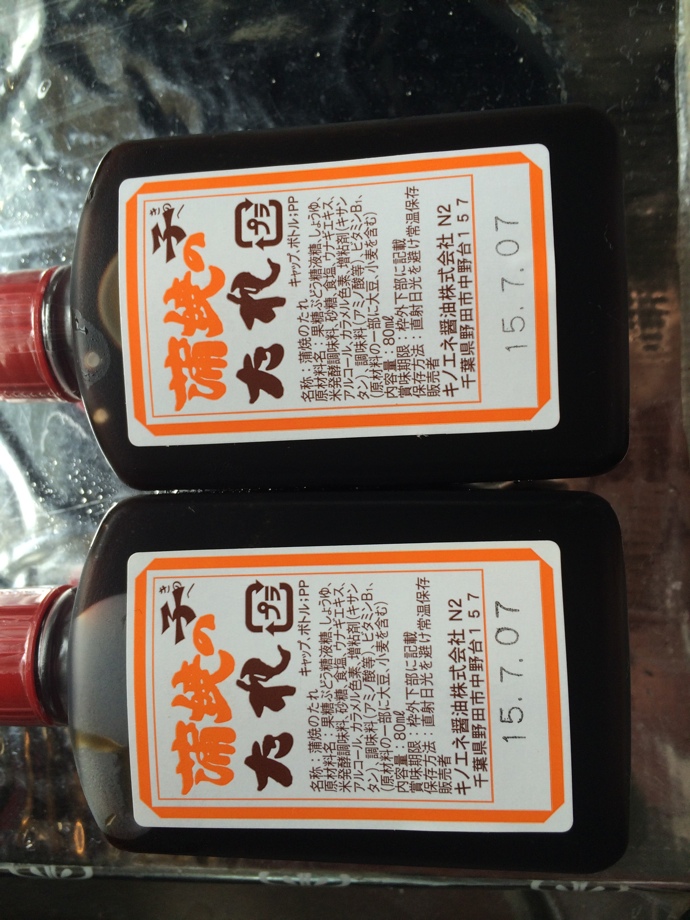 蒲焼の
たれ
きのへ
子
プラ
キャップ、ボトル;PP
名称：蒲焼のたれ
原材料名：果糖ぶどう糖液糖、しょうゆ、
米発酵調味料、砂糖、食塩、ウナギエキス、
アルコール、カラメル色素、増粘剤(キサン
タン)、調味料(アミノ酸等)、ビタミンB₁、
(原材料の一部に大豆、小麦を含む)
内容量：80㎖
賞味期限：枠外下部に記載
保存方法：直射日光を避け常温保存
販売者
キノエネ醤油株式会社 N2
千葉県野田市中野台157
15.7.07
蒲焼の
たれ
きのへ
子
プラ
キャップ、ボトル;PP
名称：蒲焼のたれ
原材料名：果糖ぶどう糖液糖、しょうゆ、
米発酵調味料、砂糖、食塩、ウナギエキス、
アルコール、カラメル色素、増粘剤(キサン
タン)、調味料(アミノ酸等)、ビタミンB₁、
(原材料の一部に大豆、小麦を含む)
内容量：80㎖
賞味期限：枠外下部に記載
保存方法：直射日光を避け常温保存
販売者
キノエネ醤油株式会社 N2
千葉県野田市中野台157
15.7.07